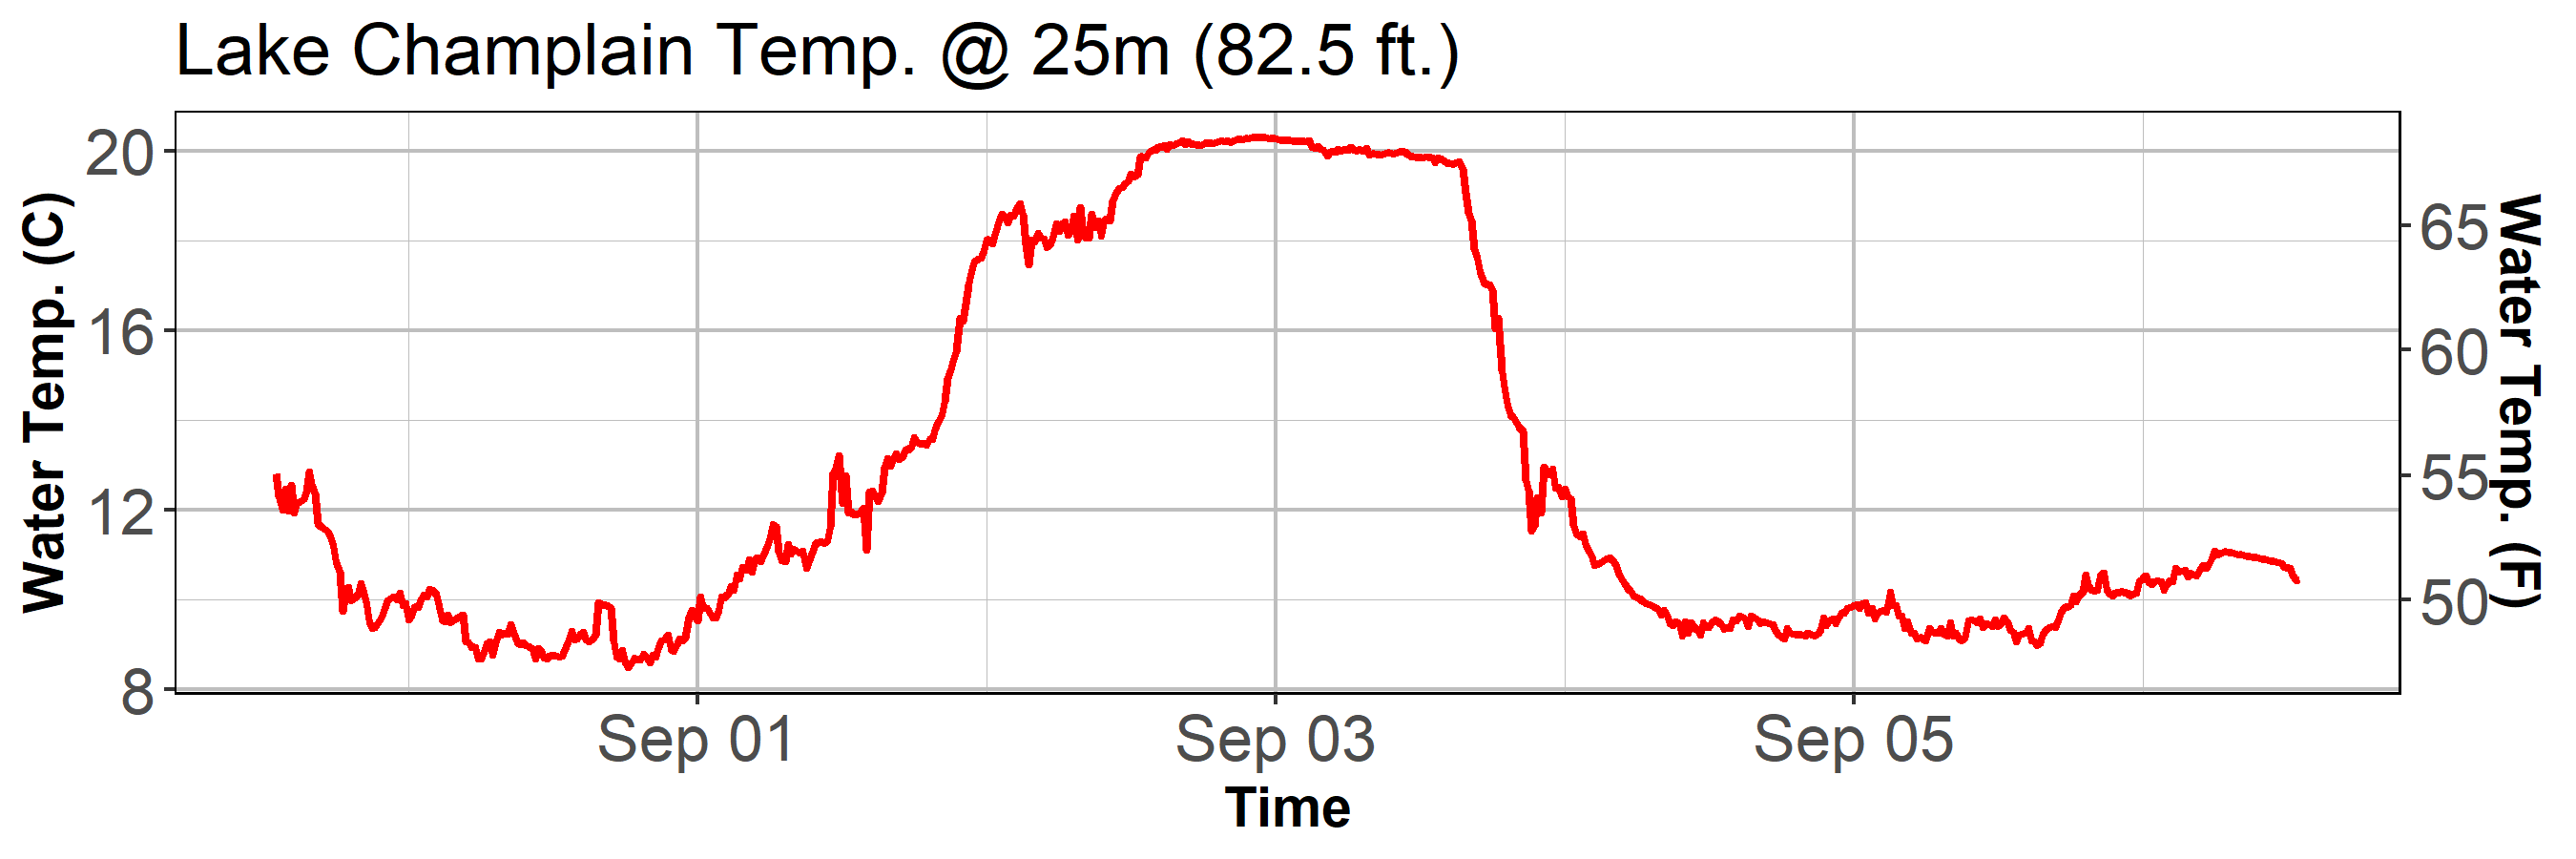 Lake Champlain Temp. @ 25m (82.5 ft.)
Water Temp. (C)
20
16
12
8
65
60
55
50
Water Temp. (F)
Sep 01 Sep 03 Sep 05
Time